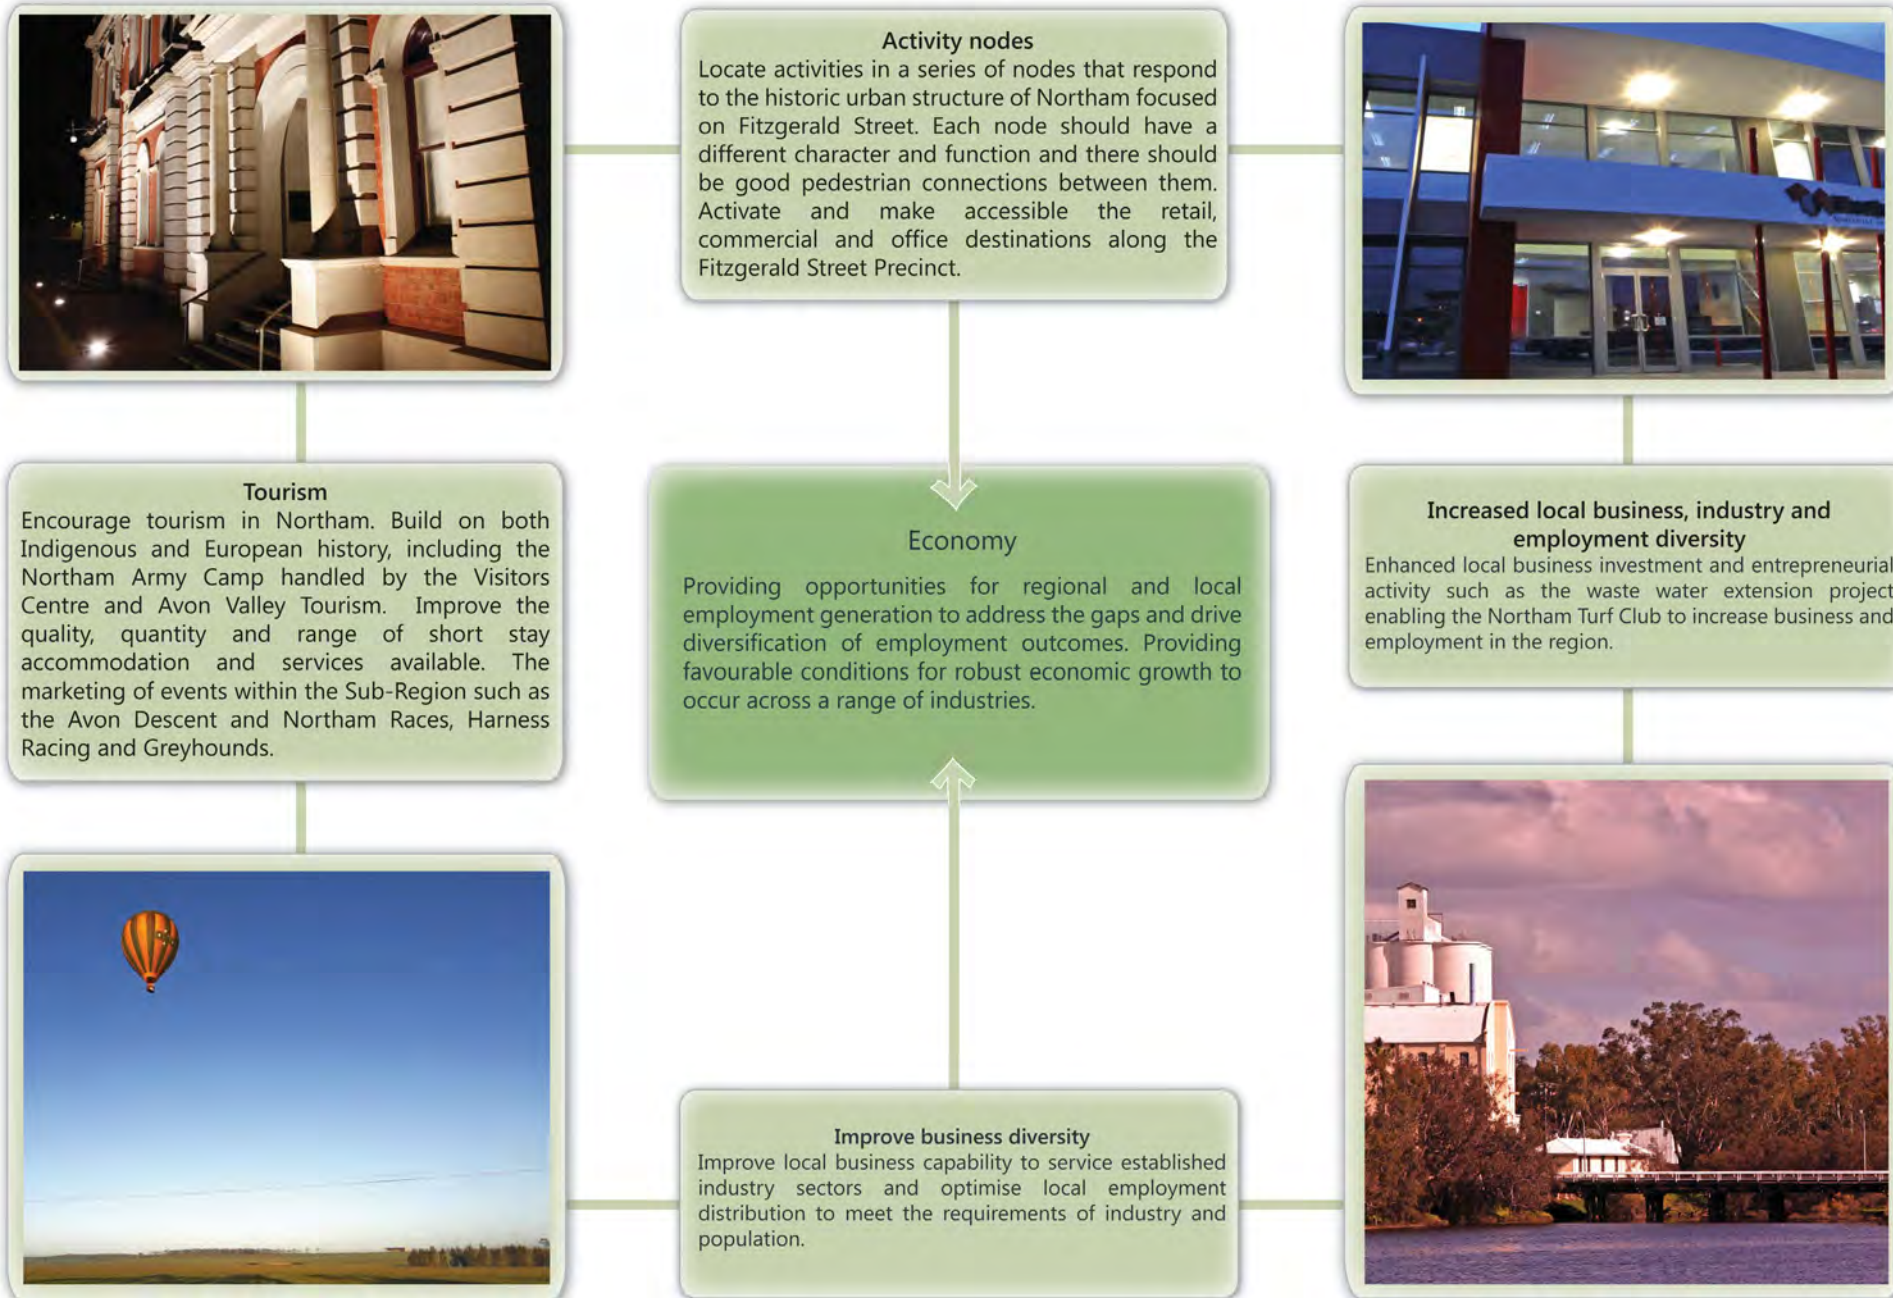 Activity nodes
Locate activities in a series of nodes that respond
to the historic urban structure of Northam focused
on Fitzgerald Street. Each node should have a
different character and function and there should
be good pedestrian connections between them.
Activate and make accessible the retail,
commercial and office destinations along the
Fitzgerald Street Precinct.
Tourism
Encourage tourism in Northam. Build on both
Indigenous and European history, including the
Northam Army Camp handled by the Visitors
Centre and Avon Valley Tourism. Improve the
quality, quantity and range of short stay
accommodation and services available. The
marketing of events within the Sub-Region such as
the Avon Descent and Northam Races, Harness
Racing and Greyhounds.
Economy
Providing opportunities for regional and local
employment generation to address the gaps and drive
diversification of employment outcomes. Providing
favourable conditions for robust economic growth to
occur across a range of industries.
Increased local business, industry and
employment diversity
Enhanced local business investment and entrepreneurial
activity such as the waste water extension project
enabling the Northam Turf Club to increase business and
employment in the region.
Improve business diversity
Improve local business capability to service established
industry sectors and optimise local employment
distribution to meet the requirements of industry and
population.